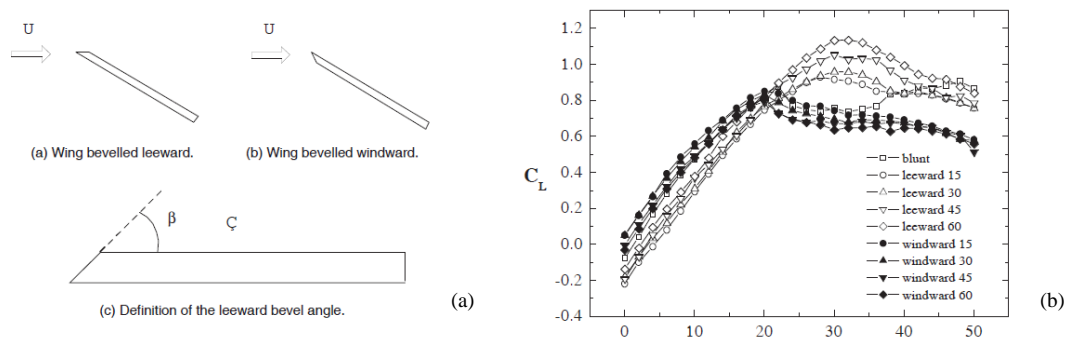 U
U
(a) Wing bevelled leeward.
(b) Wing bevelled windward.
β
Ç
(c) Definition of the leeward bevel angle.
(a)
1.2
1.0
0.8
0.6
0.4
0.2
0.0
-0.2
-0.4
C_L
0 10 20 30 40 50
blunt
leeward 15
leeward 30
leeward 45
leeward 60
windward 15
windward 30
windward 45
windward 60
(b)